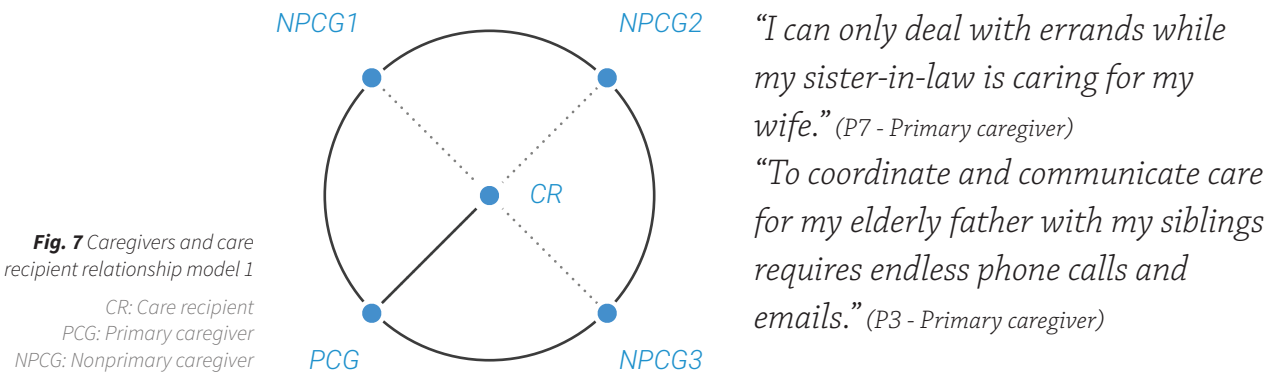 NPCG1
NPCG2
CR
PCG
NPCG3
Fig. 7 Caregivers and care
recipient relationship model 1
CR: Care recipient
PCG: Primary caregiver
NPCG: Nonprimary caregiver
“I can only deal with errands while
my sister-in-law is caring for my
wife.” (P7 - Primary caregiver)
“To coordinate and communicate care
for my elderly father with my siblings
requires endless phone calls and
emails.” (P3 - Primary caregiver)